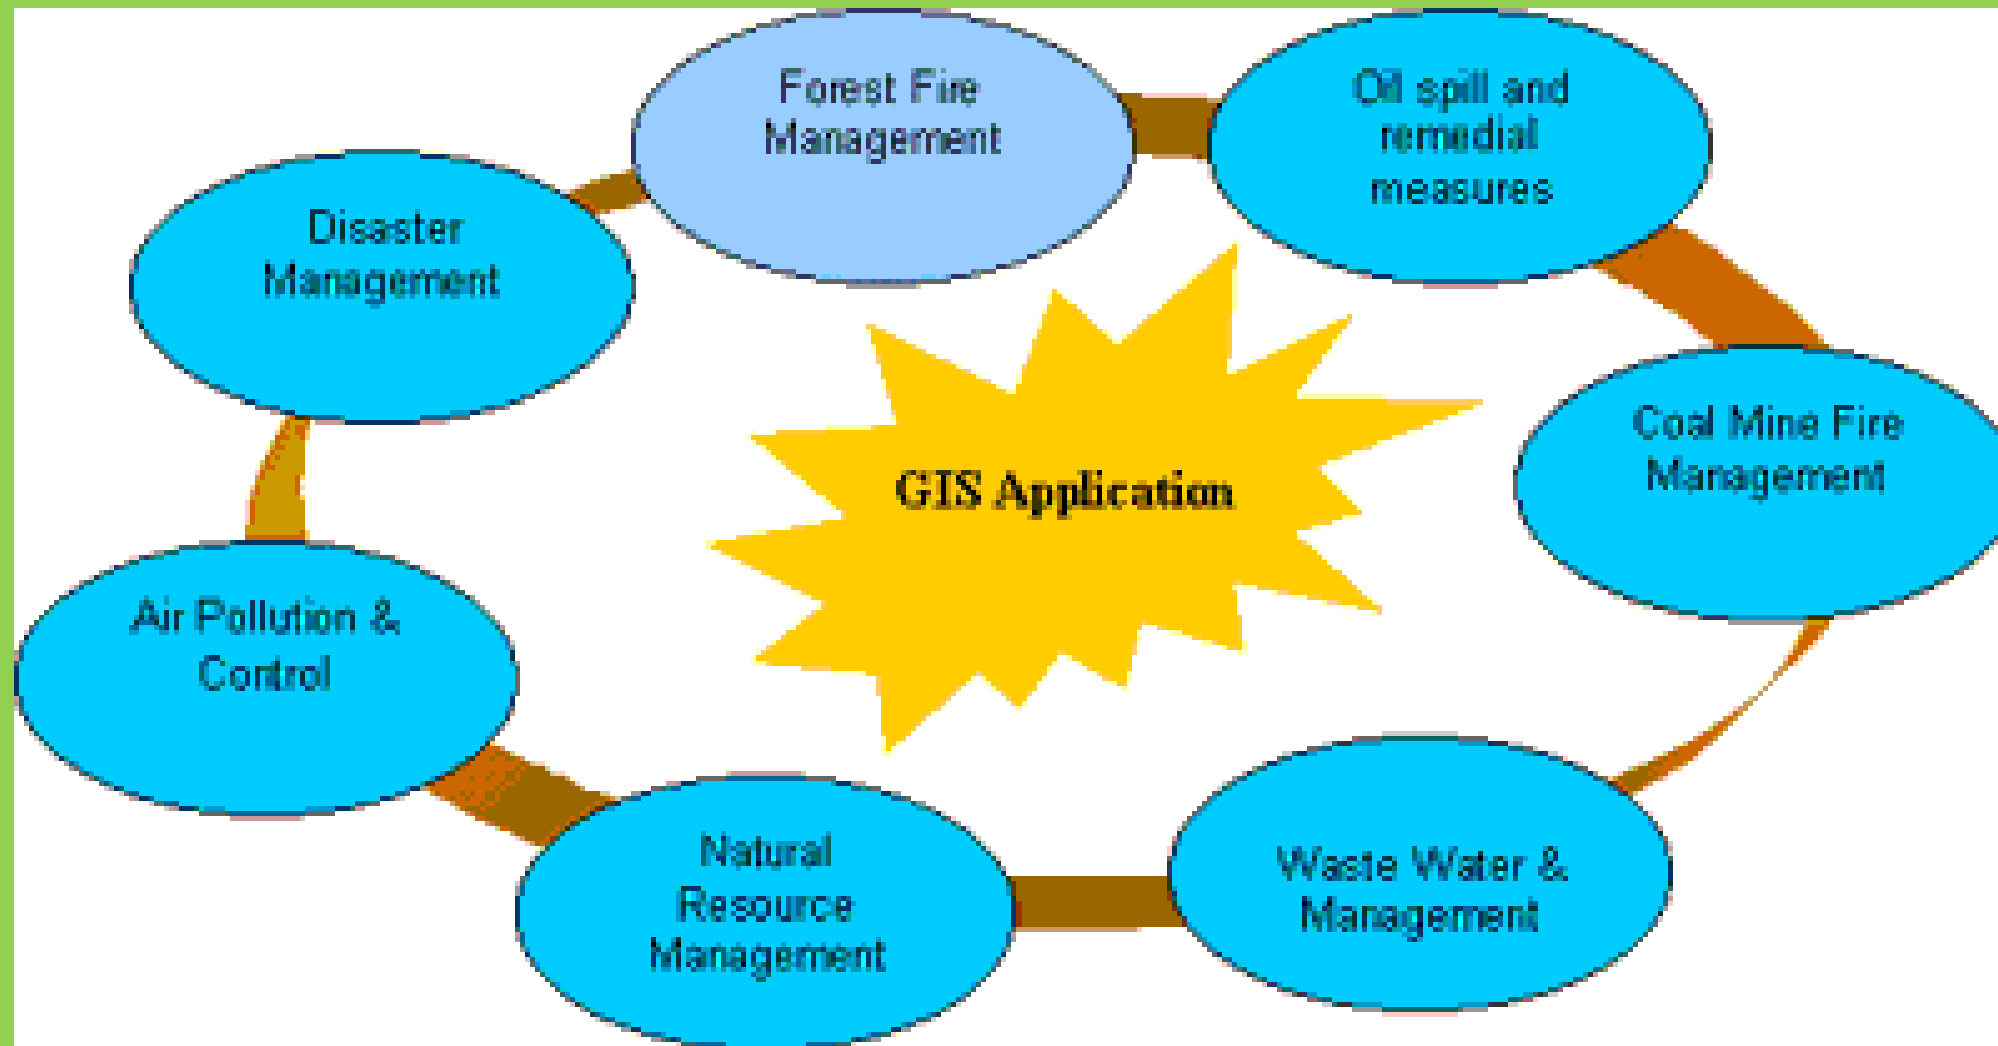 Forest Fire
Management
Oil spill and
remedial
measures
Disaster
Management
Coal Mine Fire
Management
GIS Application
Air Pollution &
Control
Natural
Resource
Management
Waste Water &
Management